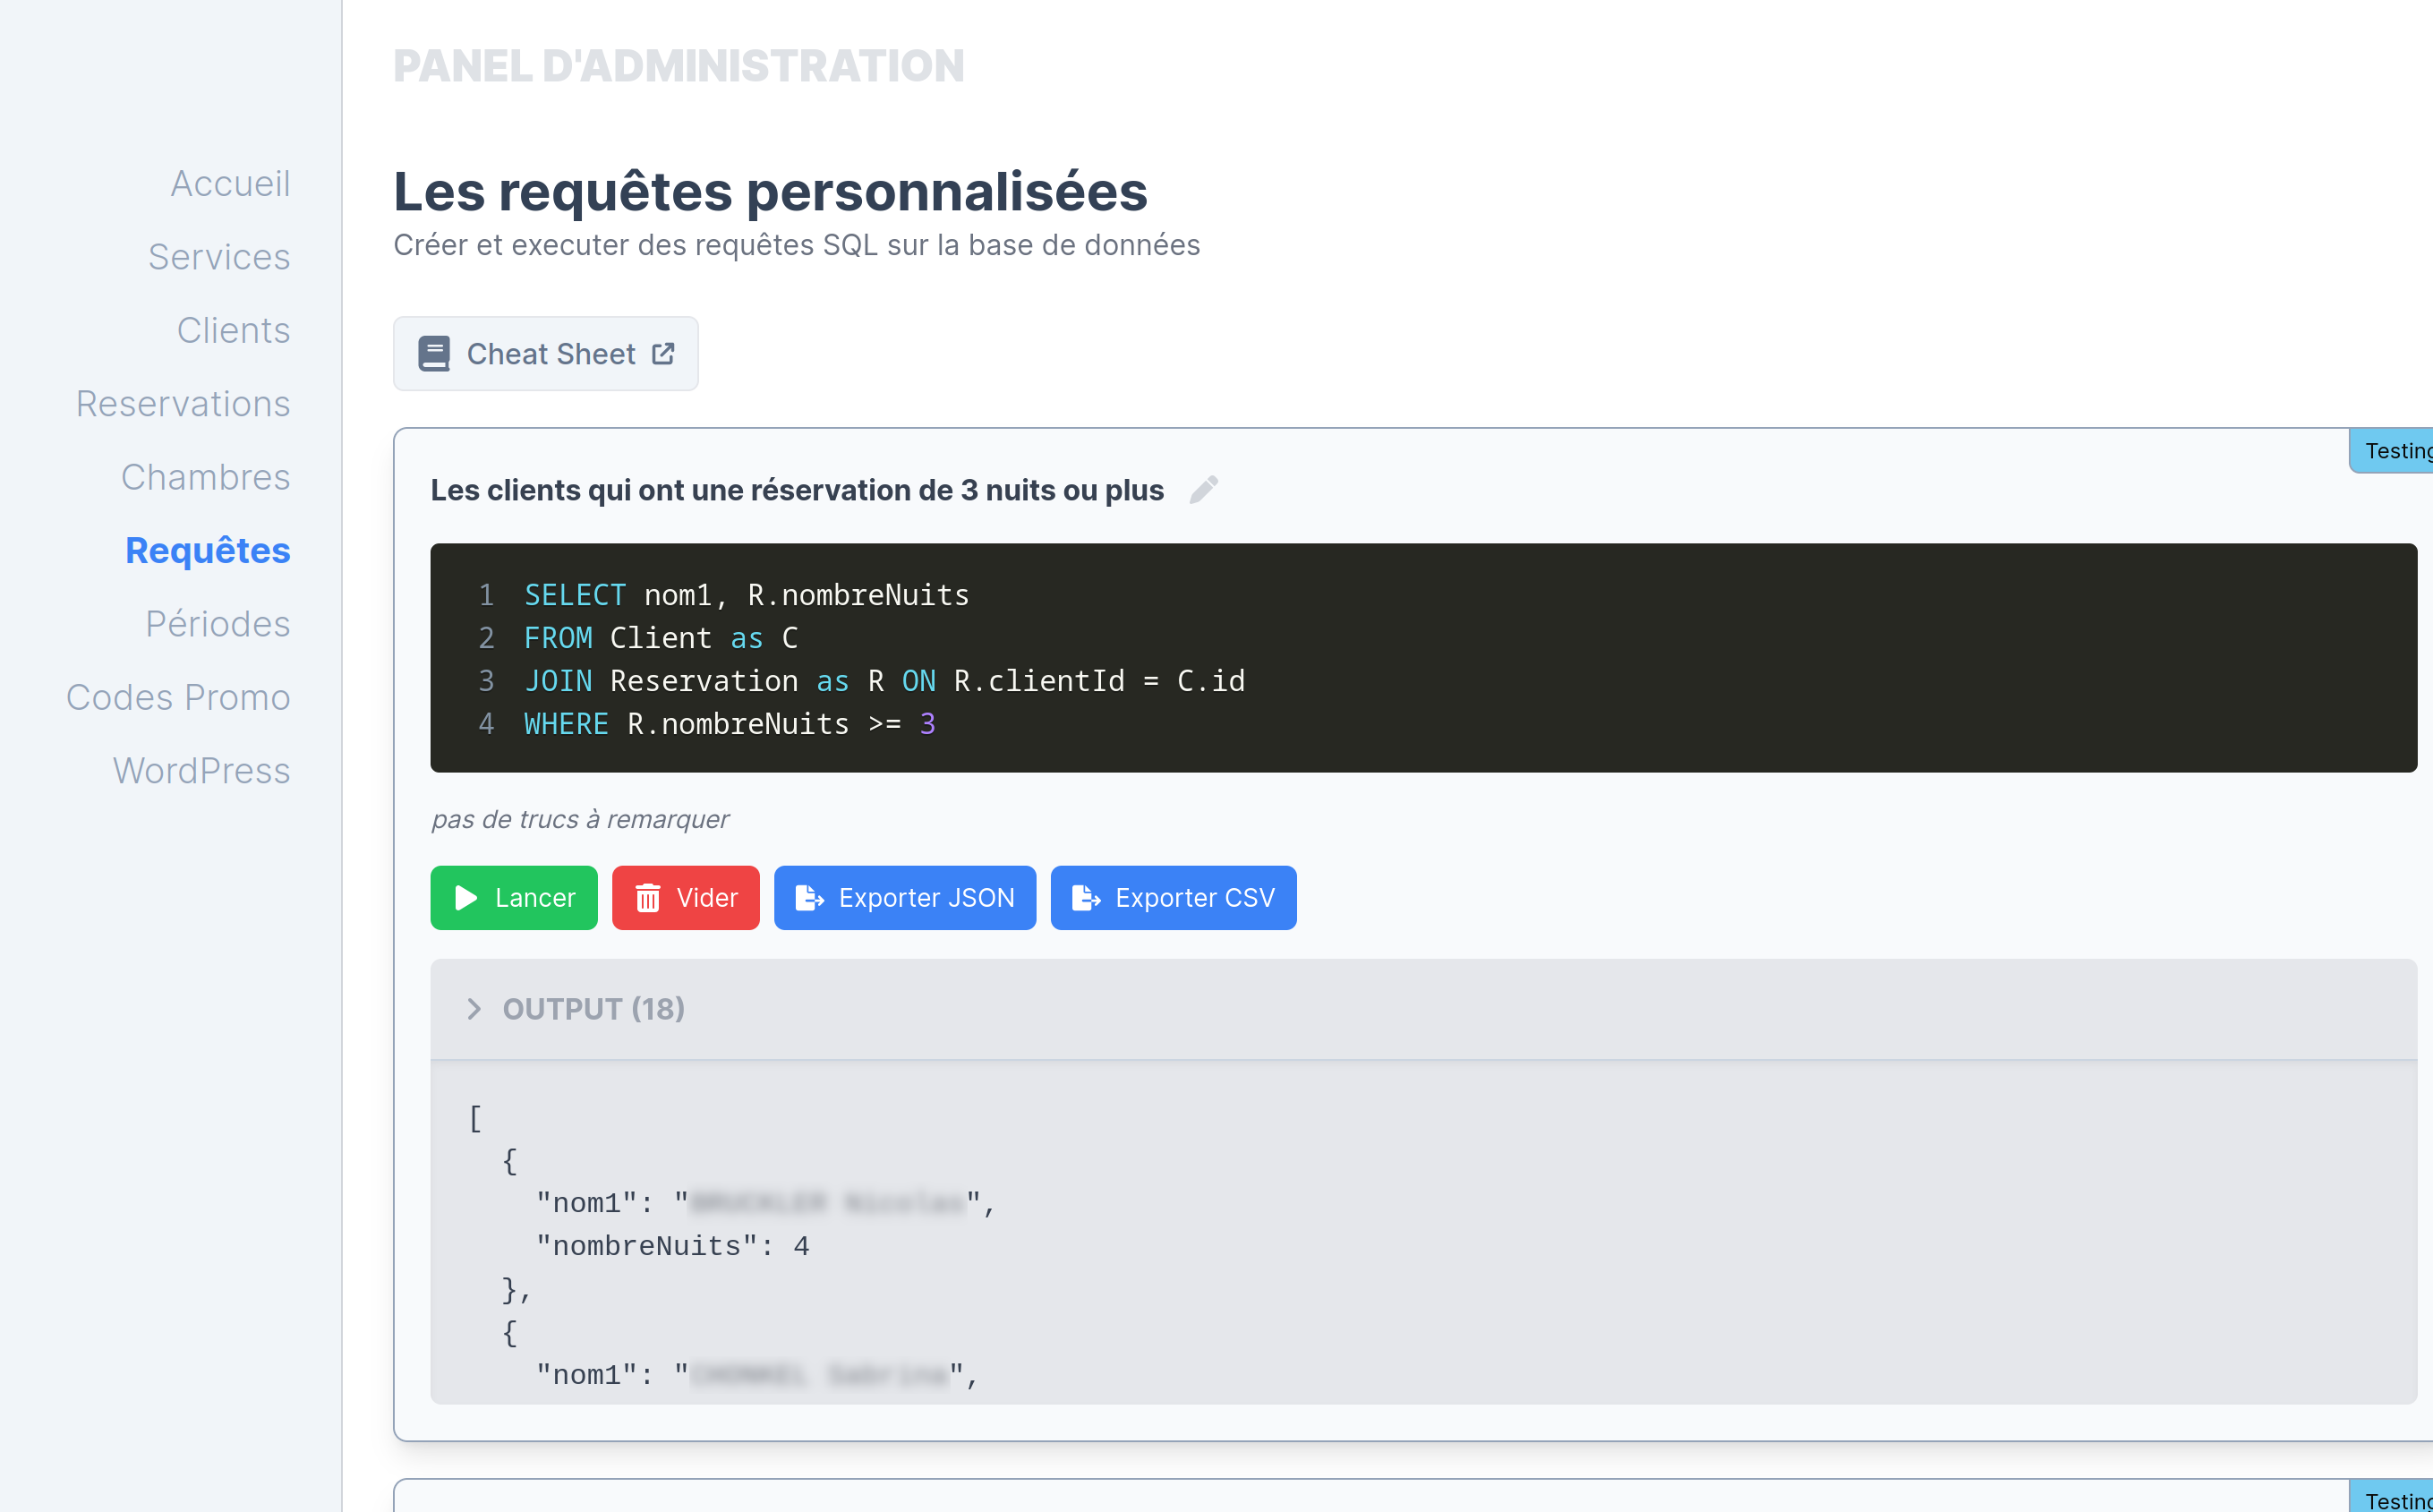 PANEL D'ADMINISTRATION
Accueil
Services
Clients
Reservations
Chambres
Requêtes
Périodes
Codes Promo
WordPress
Les requêtes personnalisées
Créer et executer des requêtes SQL sur la base de données
Cheat Sheet
Testing
Les clients qui ont une réservation de 3 nuits ou plus
1 SELECT nom1, R.nombreNuits
2 FROM Client as C
3 JOIN Reservation as R ON R.clientId = C.id
4 WHERE R.nombreNuits >= 3
pas de trucs à remarquer
Lancer Vider Exporter JSON Exporter CSV
OUTPUT (18)
[
{
"nom1": "",
"nombreNuits": 4
},
{
"nom1": "",
Testing